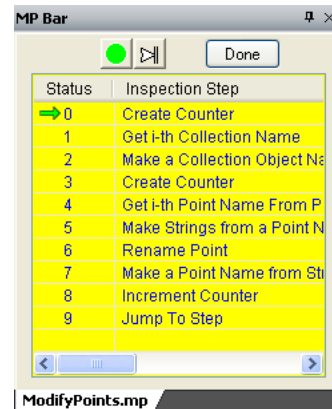 MP Bar
Done
Status Inspection Step
0 Create Counter
1 Get i-th Collection Name
2 Make a Collection Object Na
3 Create Counter
4 Get i-th Point Name From P
5 Make Strings from a Point N
6 Rename Point
7 Make a Point Name from Stri
8 Increment Counter
9 Jump To Step
ModifyPoints.mp